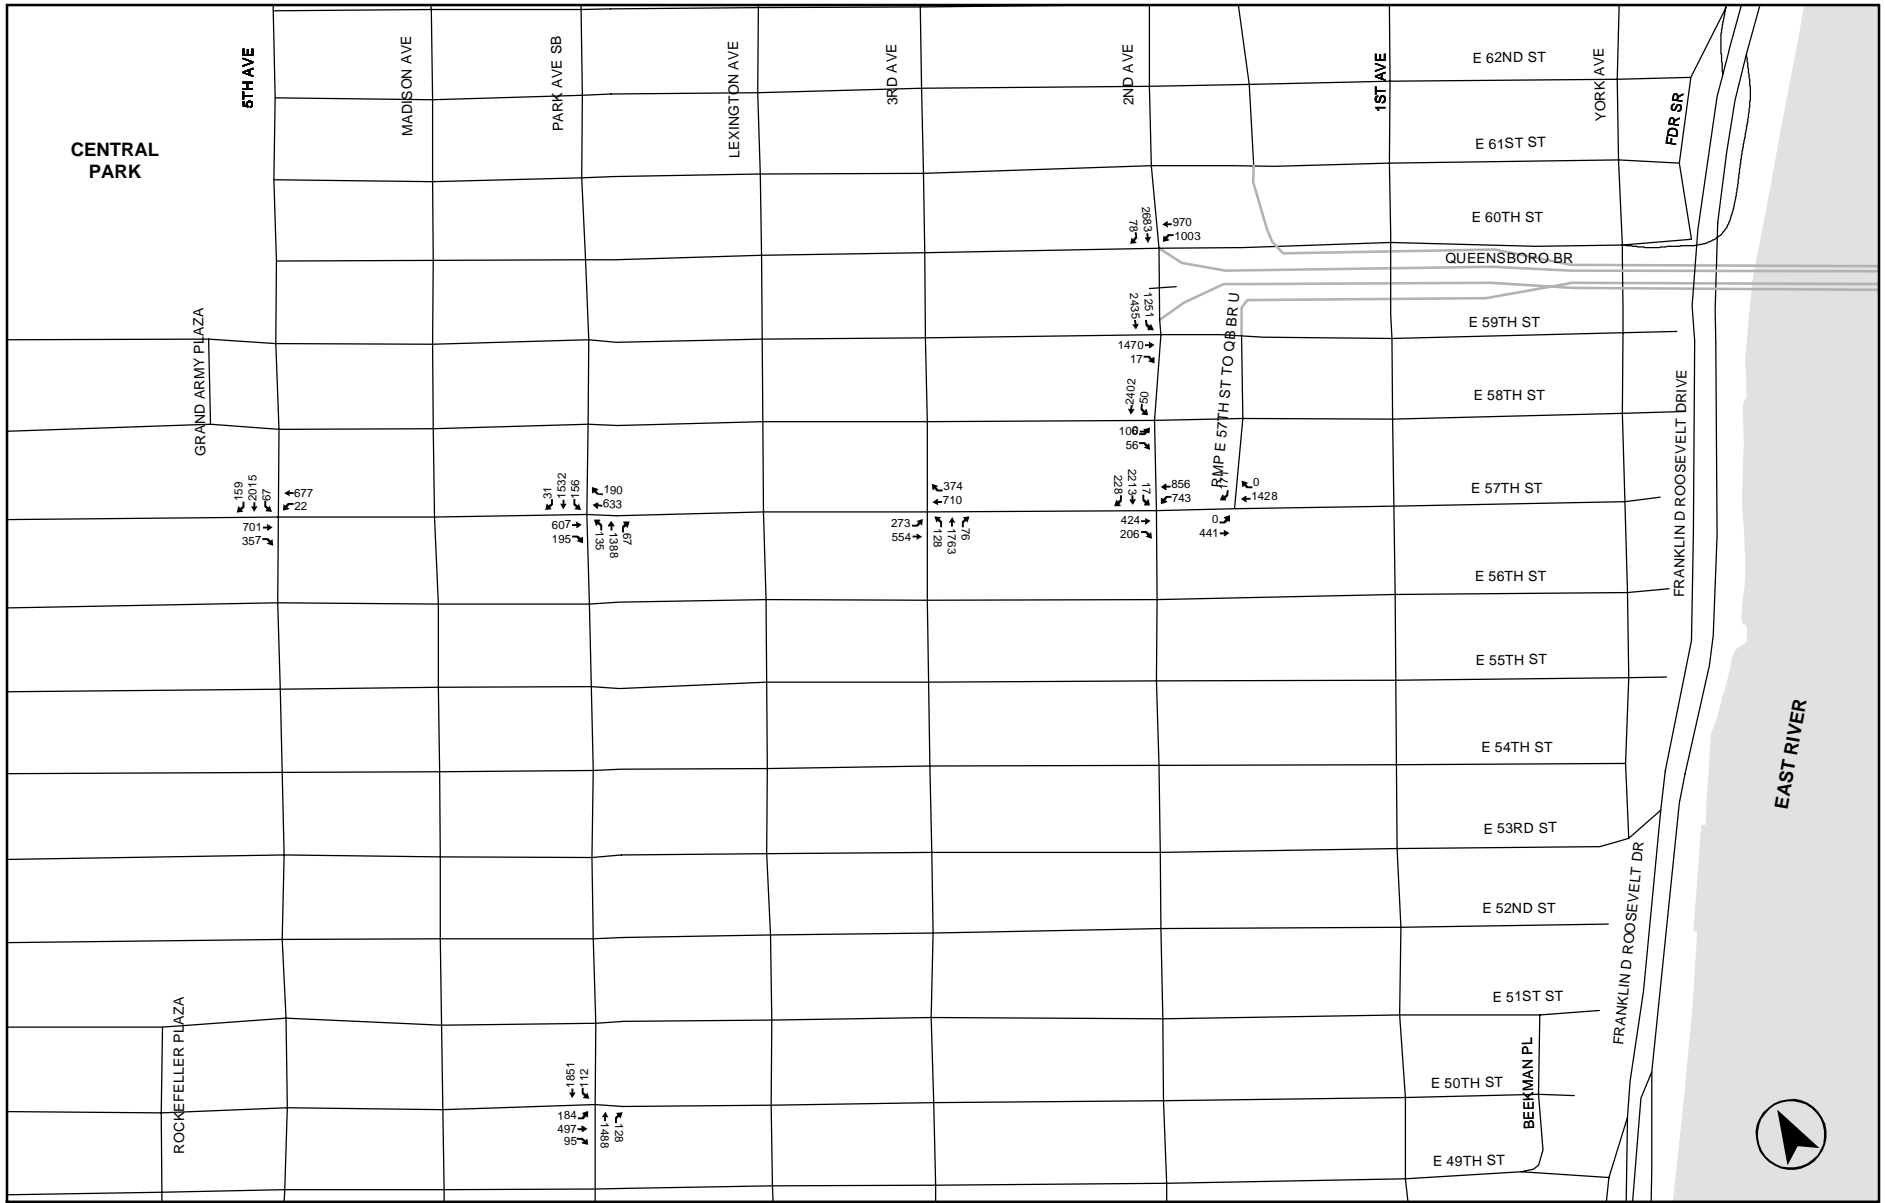 5TH AVE
MADISON AVE
PARK AVE SB
LEXINGTON AVE
3RD AVE
2ND AVE
1ST AVE
YORK AVE
FDR SR
E 62ND ST
CENTRAL
PARK
E 61ST ST
E 60TH ST
2683
78
970
1003
QUEENSBORO BR
GRAND ARMY PLAZA
1251
2435
RMP E 57TH ST TO QB BR U
E 59TH ST
1470
17
FRANKLIN D ROOSEVELT DRIVE
2402
50
E 58TH ST
56
159
2015
67
677
22
701
357
31
1532
156
190
633
607
195
135
1388
67
374
710
273
554
128
1763
76
228
2213
17
856
743
424
206
0
1428
0
441
E 57TH ST
E 56TH ST
E 55TH ST
E 54TH ST
EAST RIVER
E 53RD ST
FRANKLIN D ROOSEVELT DR
E 52ND ST
E 51ST ST
ROCKEFELLER PLAZA
BEEKMAN PL
1851
112
184
497
95
1488
128
E 50TH ST
E 49TH ST